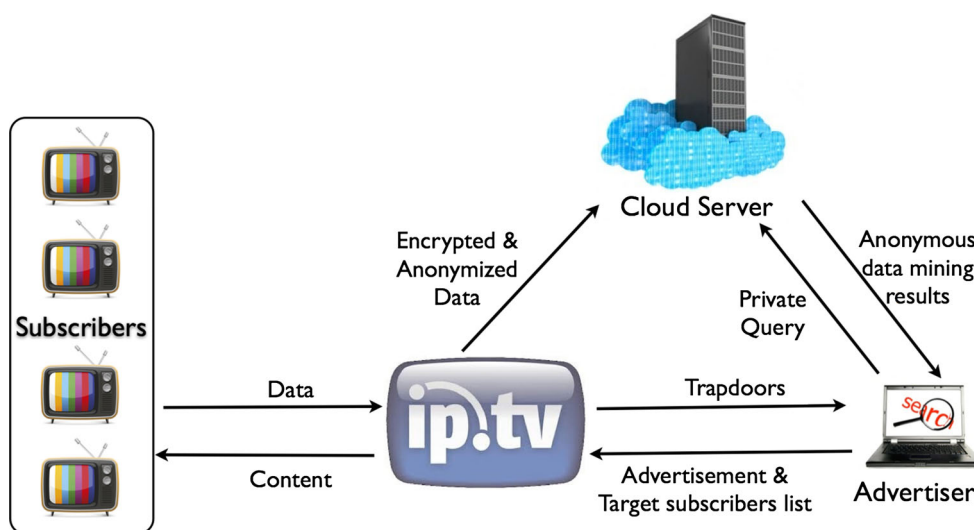 Cloud Server
Encrypted &
Anonymized
Data
Anonymous
data mining
results
Private
Query
Subscribers
Data
ip.tv
Trapdoors
search
Content
Advertisement &
Target subscribers list
Advertiser